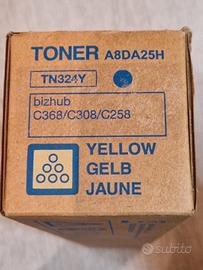 TONER A8DA25H
TN324Y
bizhub
C368/C308/C258
YELLOW
GELB
JAUNE
subito